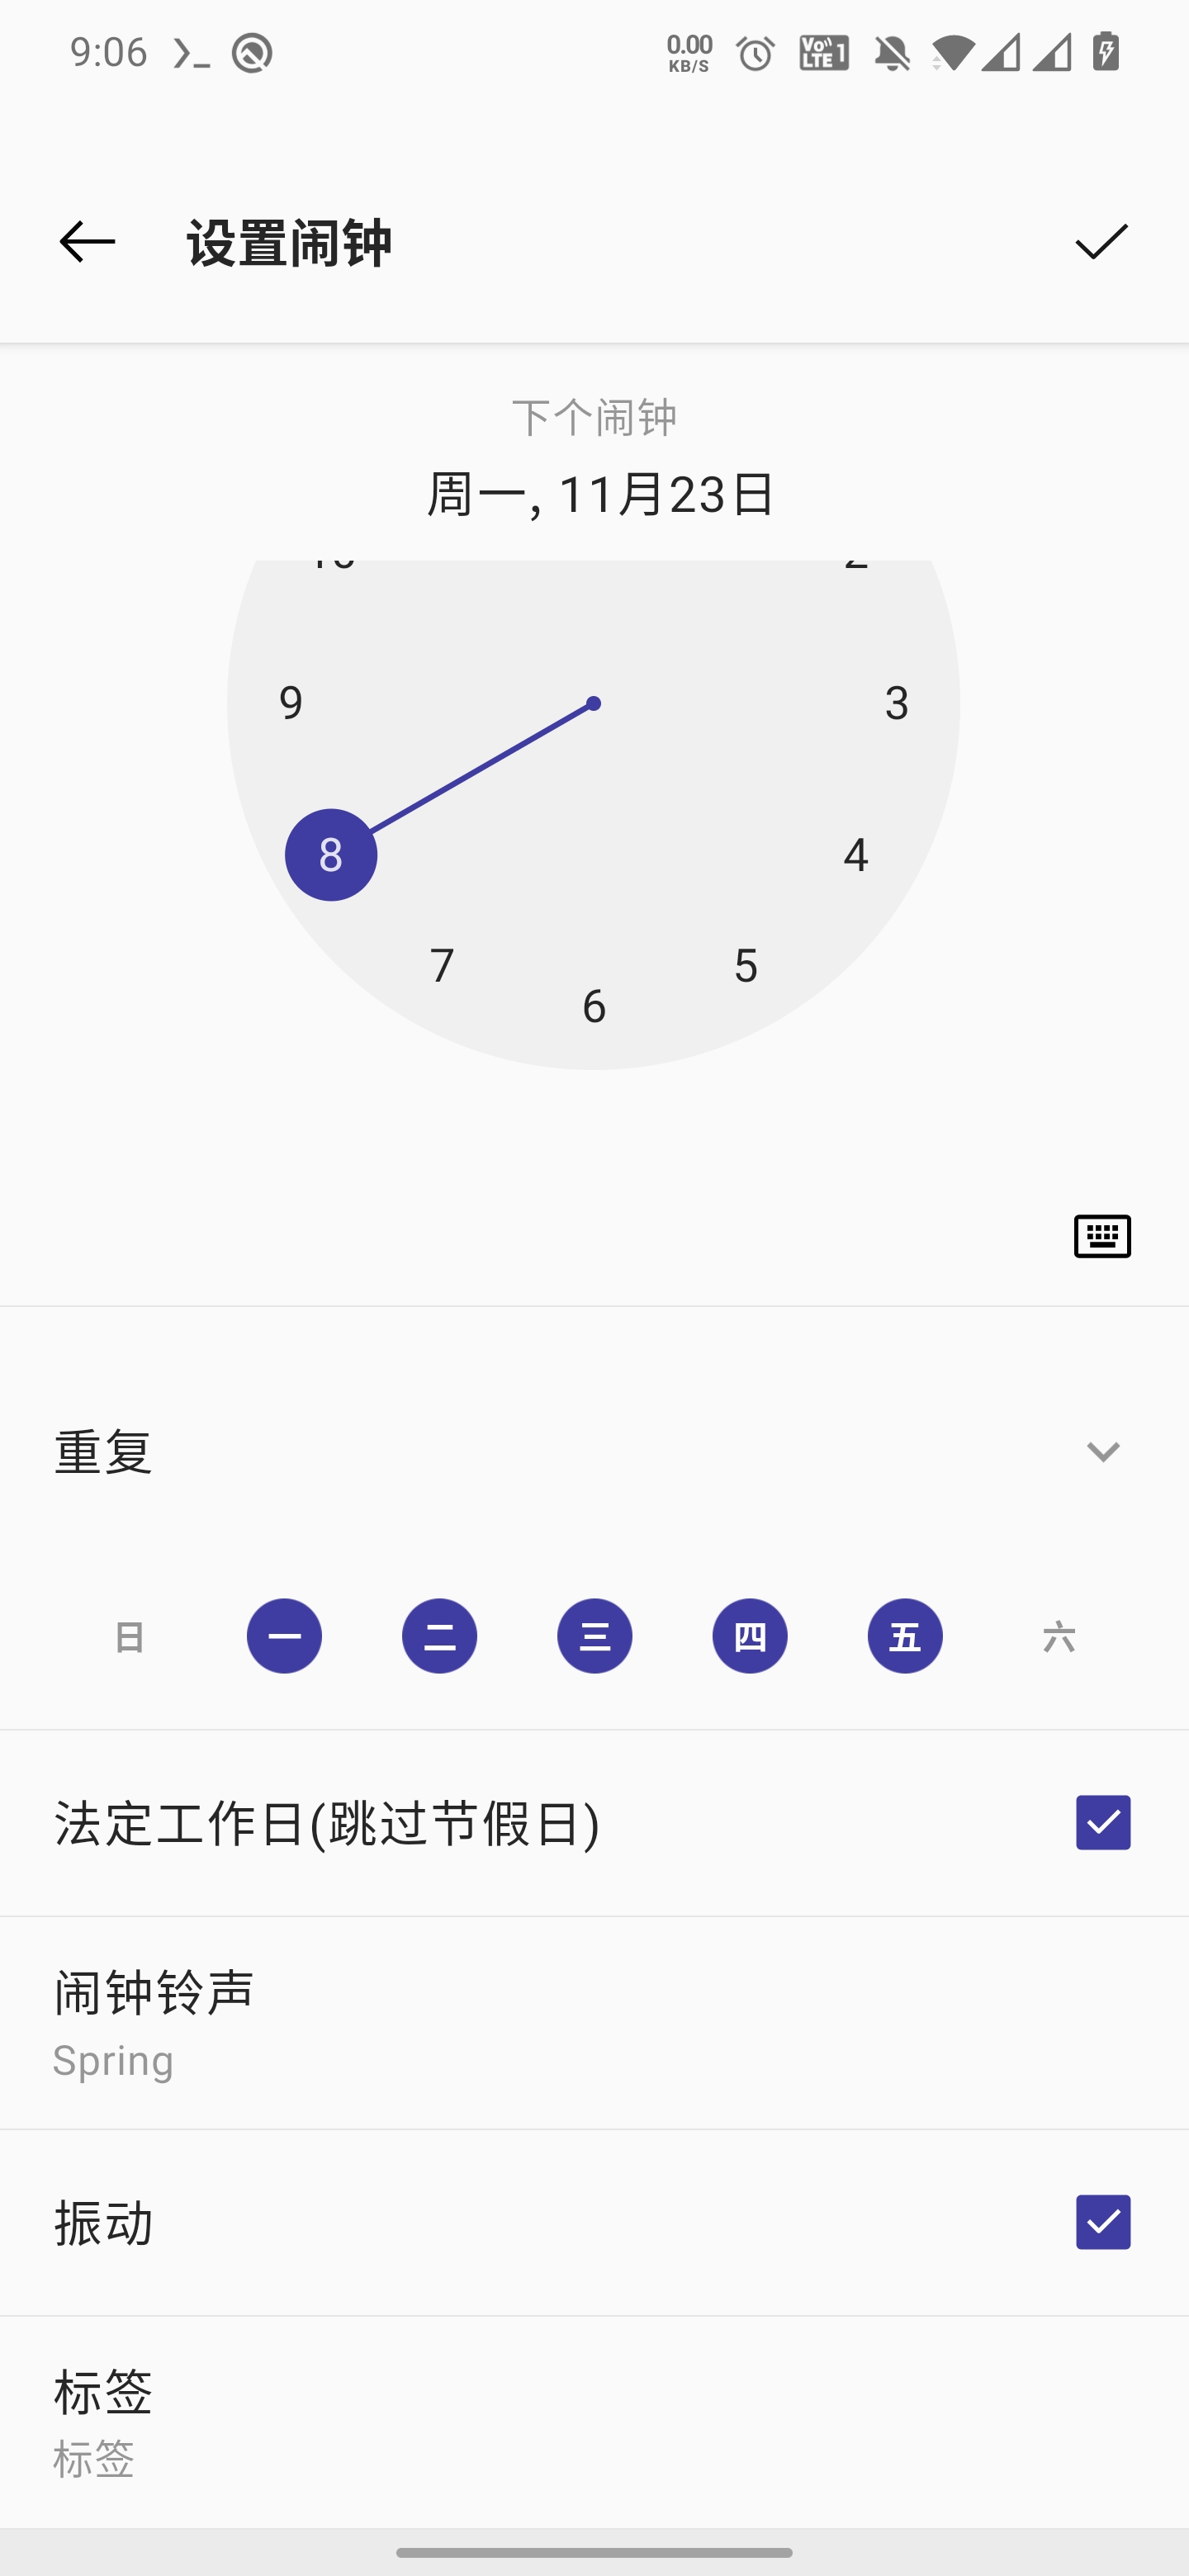 9:06
0.00
KB/S
Vo
LTE 1
设置闹钟
下个闹钟
周一, 11月23日
9
3
8
4
7
5
6
重复
日 一 二 三 四 五 六
法定工作日(跳过节假日)
闹钟铃声
Spring
振动
标签
标签